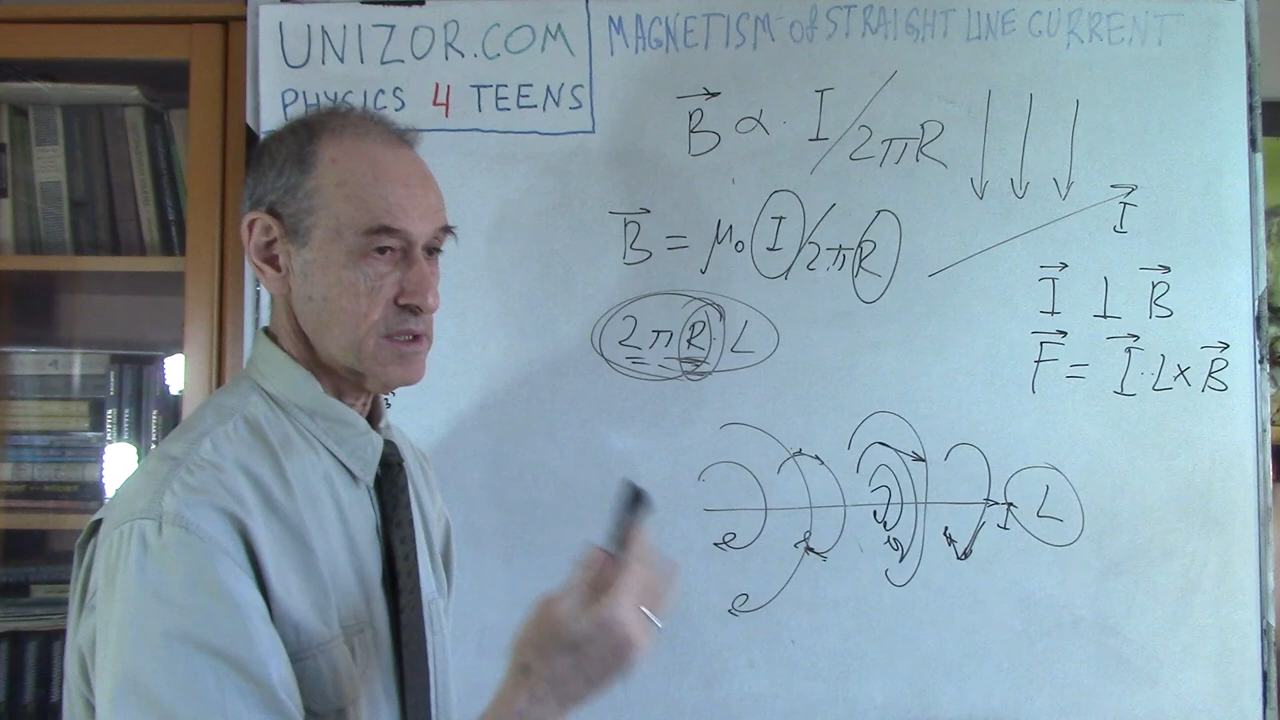 UNIZOR.COM
PHYSICS 4 TEENS
MAGNETISM of STRAIGHT LINE CURRENT
B⃗ ∝ I/2πR
I⃗
B⃗ = μ₀ I/2πR
I⃗ ⊥ B⃗
2πR·L
F⃗ = I⃗·L×B⃗
I
L